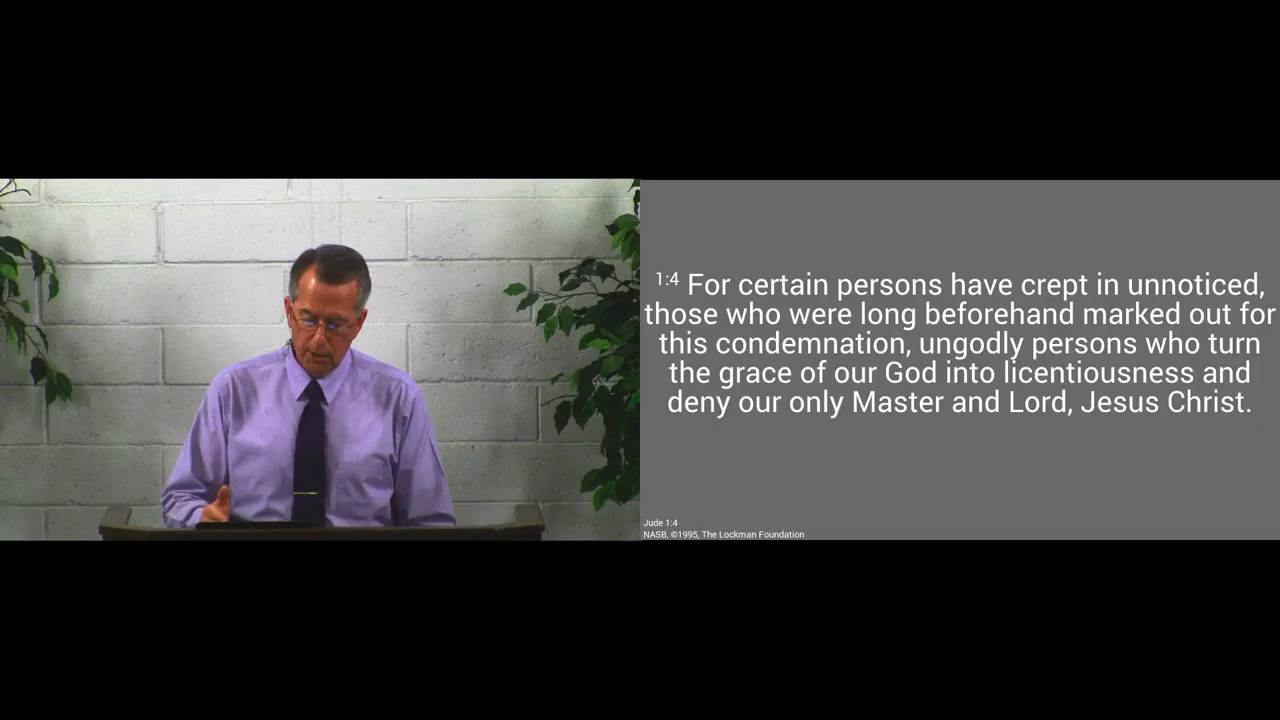 1:4 For certain persons have crept in unnoticed,
those who were long beforehand marked out for
this condemnation, ungodly persons who turn
the grace of our God into licentiousness and
deny our only Master and Lord, Jesus Christ.
Jude 1:4
NASB, ©1995, The Lockman Foundation